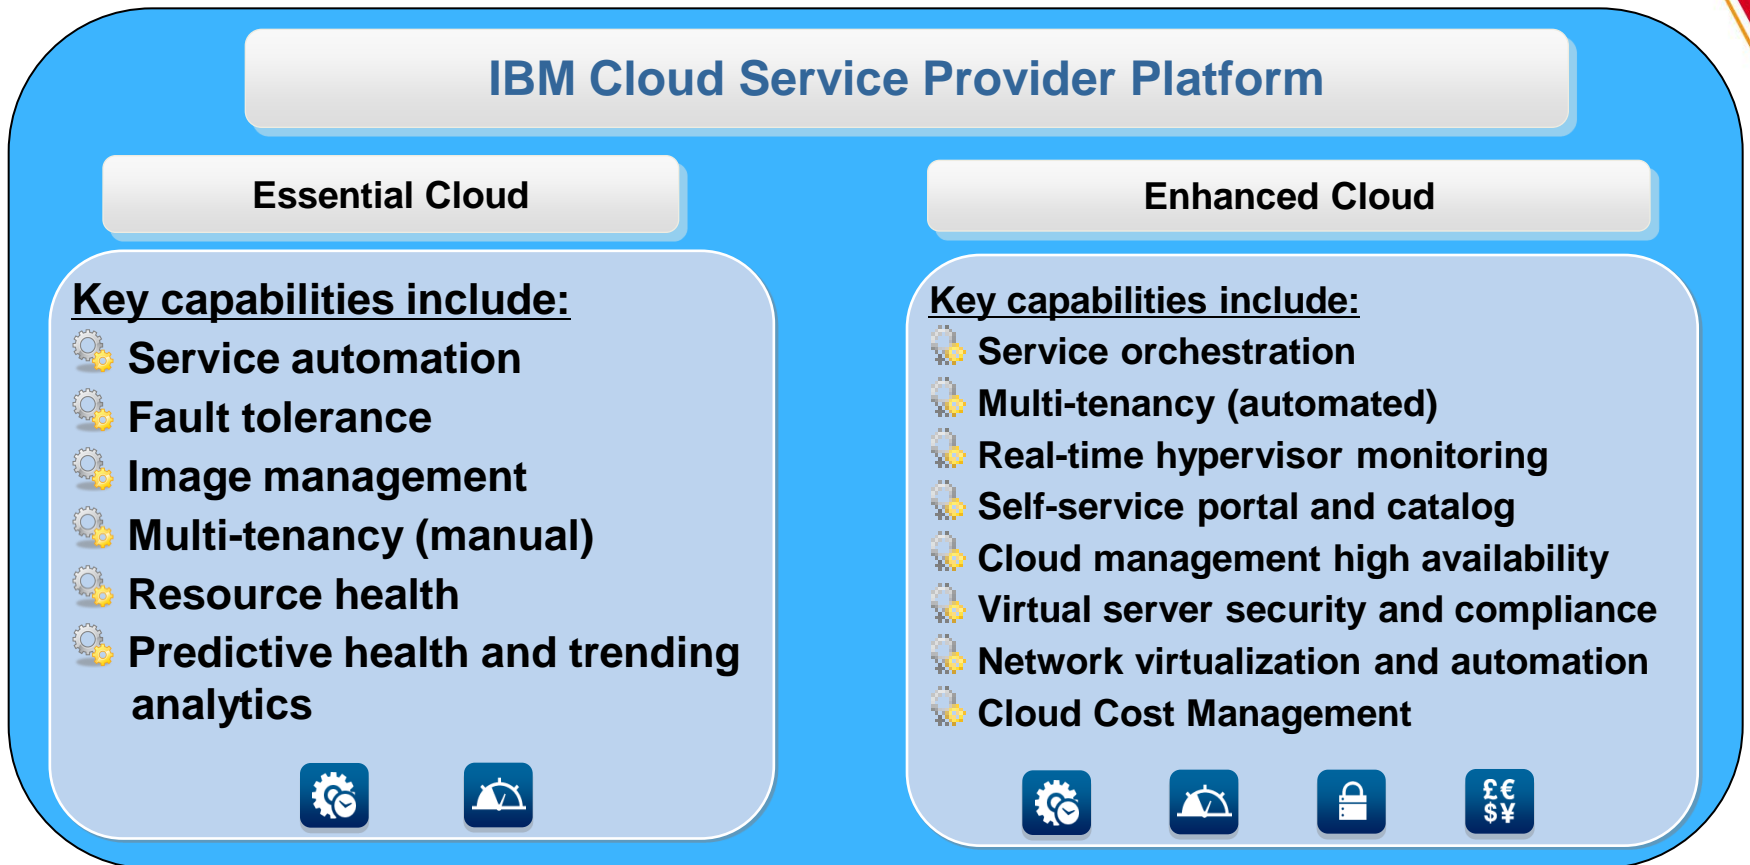 IBM Cloud Service Provider Platform
Essential Cloud
Key capabilities include:
Service automation
Fault tolerance
Image management
Multi-tenancy (manual)
Resource health
Predictive health and trending
analytics
Enhanced Cloud
Key capabilities include:
Service orchestration
Multi-tenancy (automated)
Real-time hypervisor monitoring
Self-service portal and catalog
Cloud management high availability
Virtual server security and compliance
Network virtualization and automation
Cloud Cost Management
£€
$¥